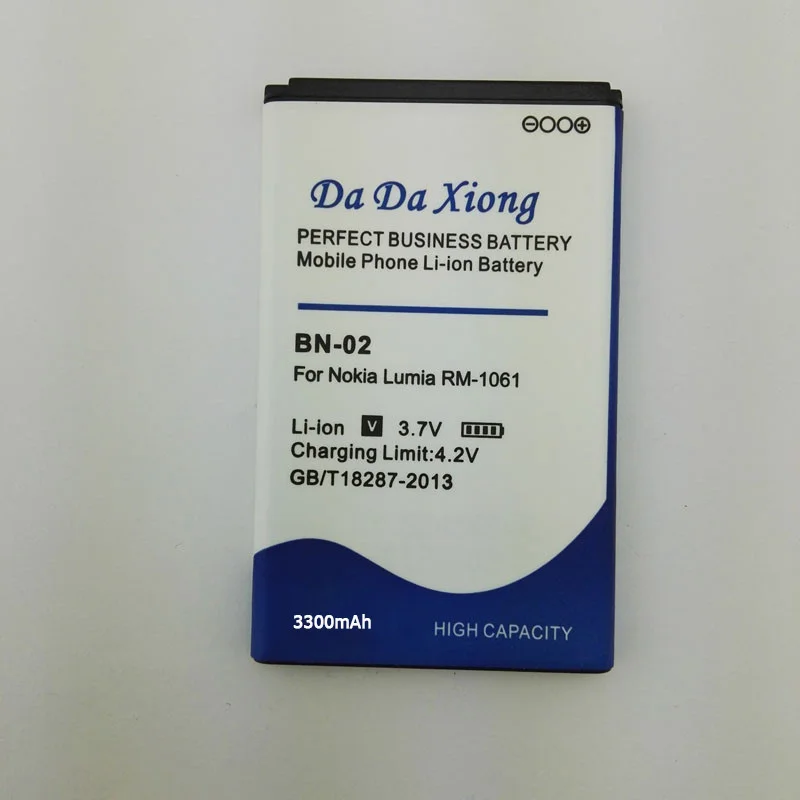 ⊖○○⊕
Da Da Xiong
PERFECT BUSINESS BATTERY
Mobile Phone Li-ion Battery
BN-02
For Nokia Lumia RM-1061
Li-ion V 3.7V
Charging Limit:4.2V
GB/T18287-2013
3300mAh
HIGH CAPACITY